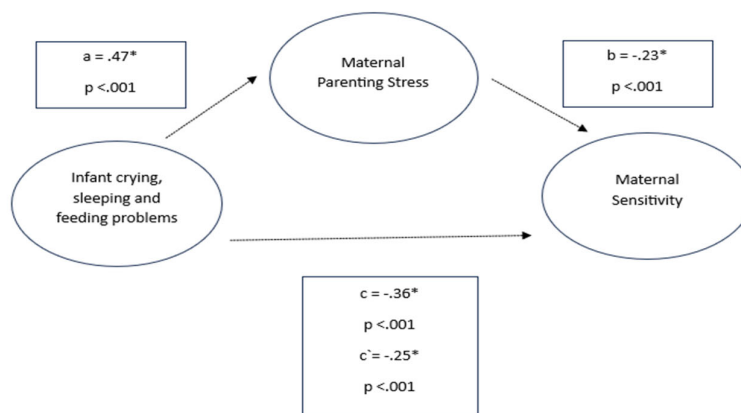 a = .47*
p <.001
Maternal
Parenting Stress
b = -.23*
p <.001
Infant crying,
sleeping and
feeding problems
Maternal
Sensitivity
c = -.36*
p <.001
c`= -.25*
p <.001